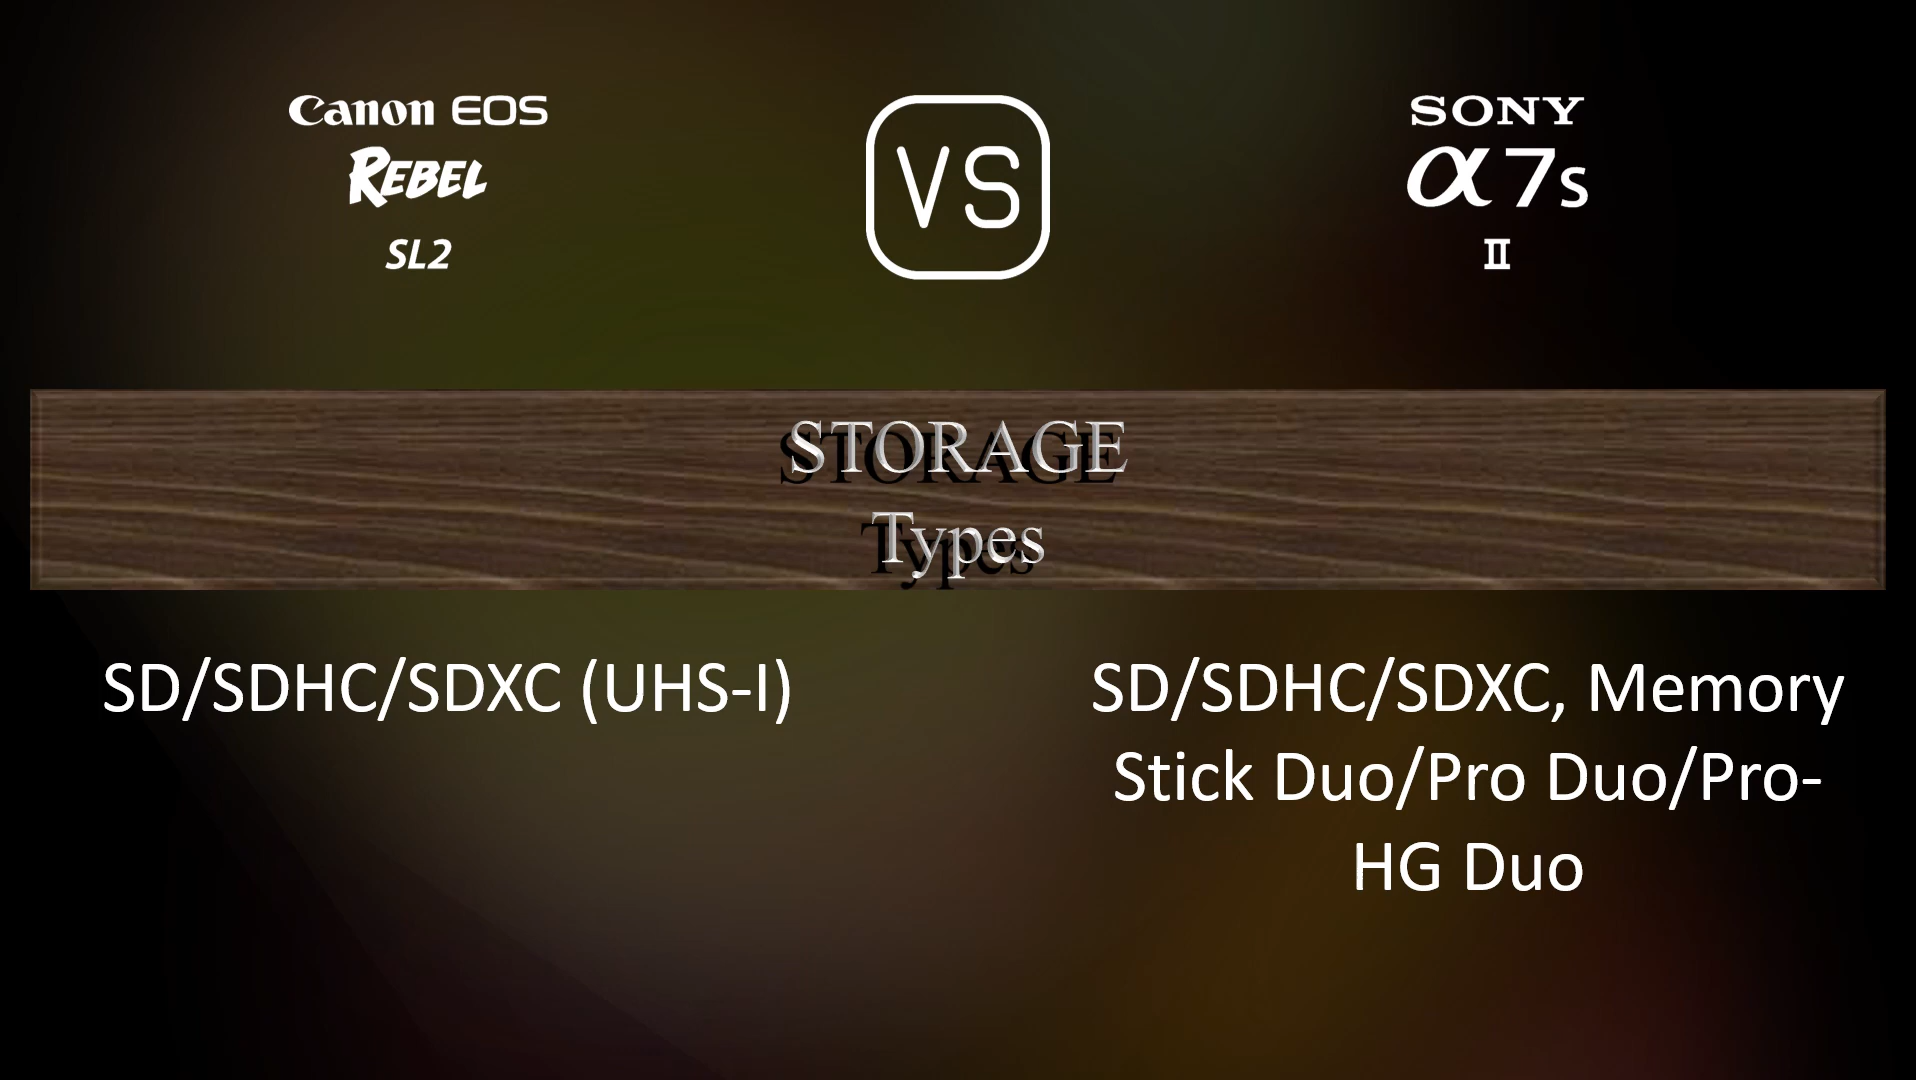 Canon EOS
REBEL
SL2
VS
SONY
α7s
II
STORAGE
Types
SD/SDHC/SDXC (UHS-I)
SD/SDHC/SDXC, Memory
Stick Duo/Pro Duo/Pro-
HG Duo